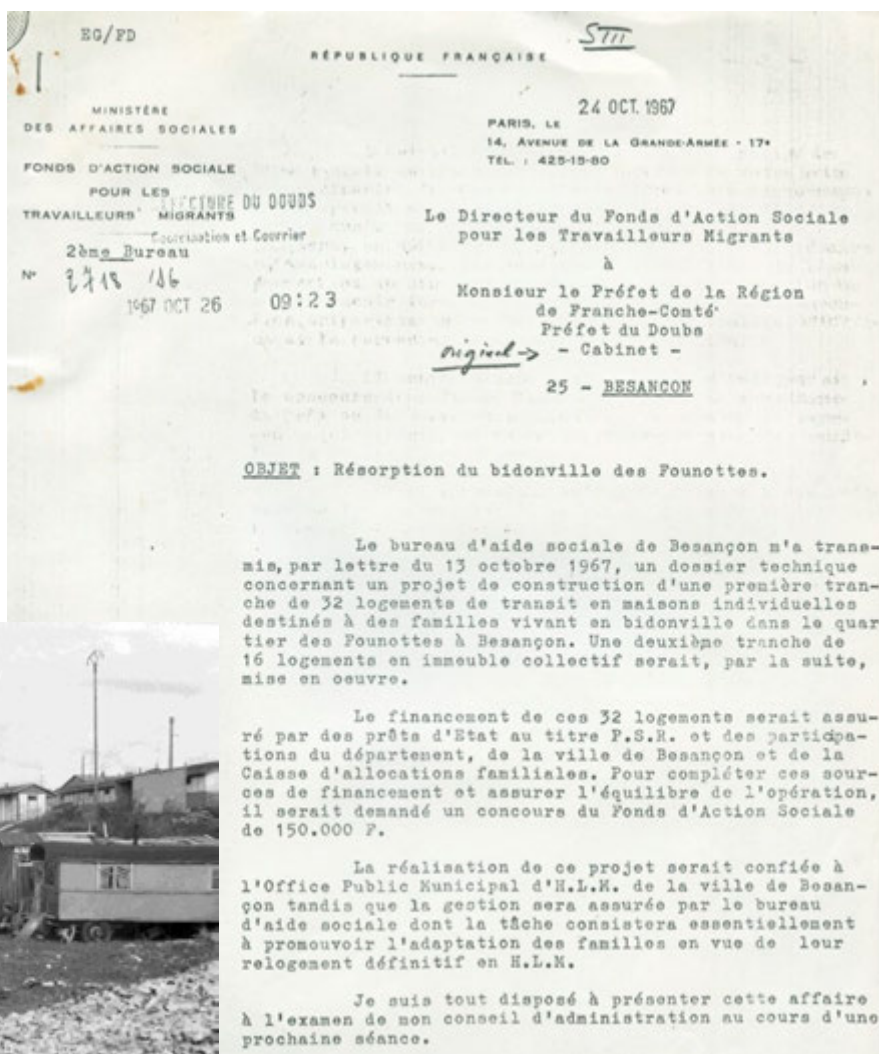 EG/FD
STII
RÉPUBLIQUE FRANÇAISE
MINISTÈRE
DES AFFAIRES SOCIALES
FONDS D'ACTION SOCIALE
POUR LES
TRAVAILLEURS MIGRANTS
DU DOUBS
et Courrier
2ème Bureau
N°
1967 OCT 26 09:23
24 OCT. 1967
PARIS, LE
14, AVENUE DE LA GRANDE-ARMÉE - 17e
TÉL. : 425-15-80
Le Directeur du Fonds d'Action Sociale
pour les Travailleurs Migrants
à
Monsieur le Préfet de la Région
de Franche-Comté
Préfet du Doubs
original -> - Cabinet -
25 - BESANCON
OBJET : Résorption du bidonville des Founottes.
Le bureau d'aide sociale de Besançon m'a trans-
mis, par lettre du 13 octobre 1967, un dossier technique
concernant un projet de construction d'une première tran-
che de 32 logements de transit en maisons individuelles
destinés à des familles vivant en bidonville dans le quar
tier des Founottes à Besançon. Une deuxième tranche de
16 logements en immeuble collectif serait, par la suite,
mise en oeuvre.
Le financement de ces 32 logements serait assu-
ré par des prêts d'Etat au titre P.S.R. et des participa-
tions du département, de la ville de Besançon et de la
Caisse d'allocations familiales. Pour compléter ces sour-
ces de financement et assurer l'équilibre de l'opération,
il serait demandé un concours du Fonds d'Action Sociale
de 150.000 F.
La réalisation de ce projet serait confiée à
l'Office Public Municipal d'H.L.M. de la ville de Besan-
çon tandis que la gestion sera assurée par le bureau
d'aide sociale dont la tâche consistera essentiellement
à promouvoir l'adaptation des familles en vue de leur
relogement définitif en H.L.M.
Je suis tout disposé à présenter cette affaire
à l'examen de mon conseil d'administration au cours d'une
prochaine séance.